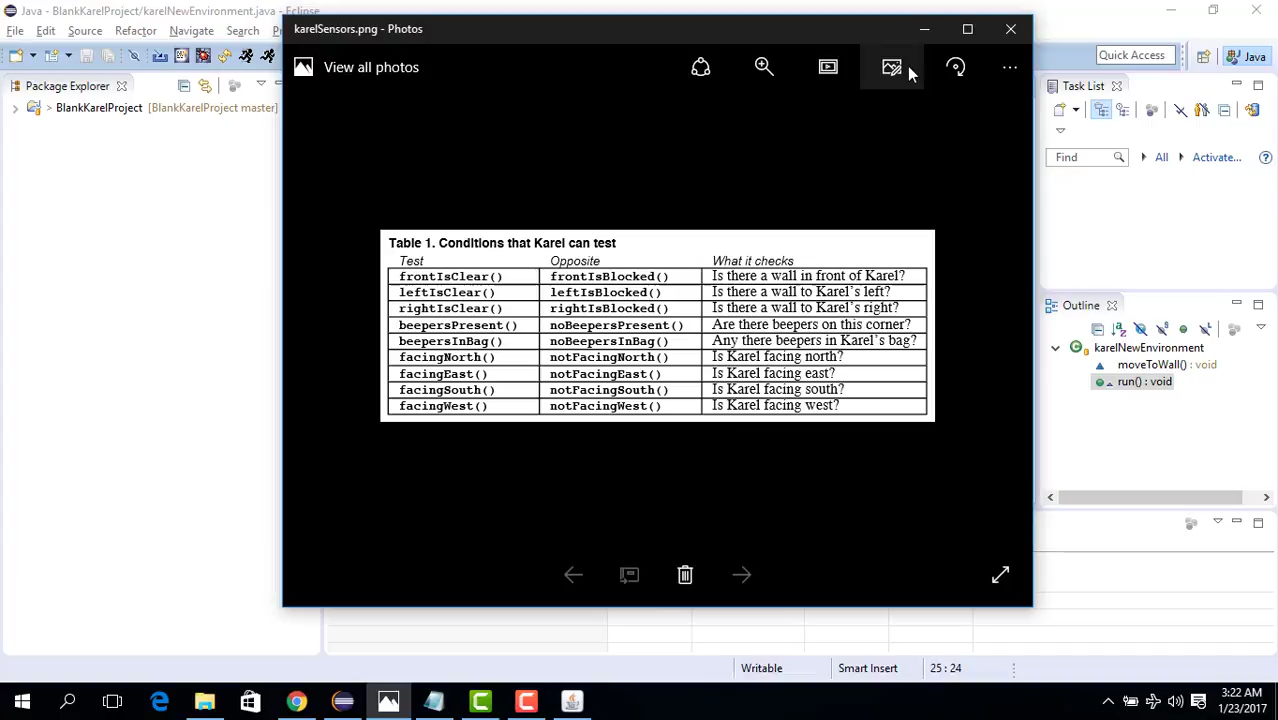 Java - BlankKarelProject/karelNewEnvironment.java - Eclipse
File Edit Source Refactor Navigate Search
Quick Access
Java
Package Explorer
> BlankKarelProject [BlankKarelProject master]
karelSensors.png - Photos
View all photos
Table 1. Conditions that Karel can test
Test Opposite What it checks
frontIsClear() frontIsBlocked() Is there a wall in front of Karel?
leftIsClear() leftIsBlocked() Is there a wall to Karel's left?
rightIsClear() rightIsBlocked() Is there a wall to Karel's right?
beepersPresent() noBeepersPresent() Are there beepers on this corner?
beepersInBag() noBeepersInBag() Any there beepers in Karel's bag?
facingNorth() notFacingNorth() Is Karel facing north?
facingEast() notFacingEast() Is Karel facing east?
facingSouth() notFacingSouth() Is Karel facing south?
facingWest() notFacingWest() Is Karel facing west?
Task List
Find All Activate...
Outline
karelNewEnvironment
moveToWall() : void
run() : void
Writable Smart Insert 25 : 24
3:22 AM
1/23/2017